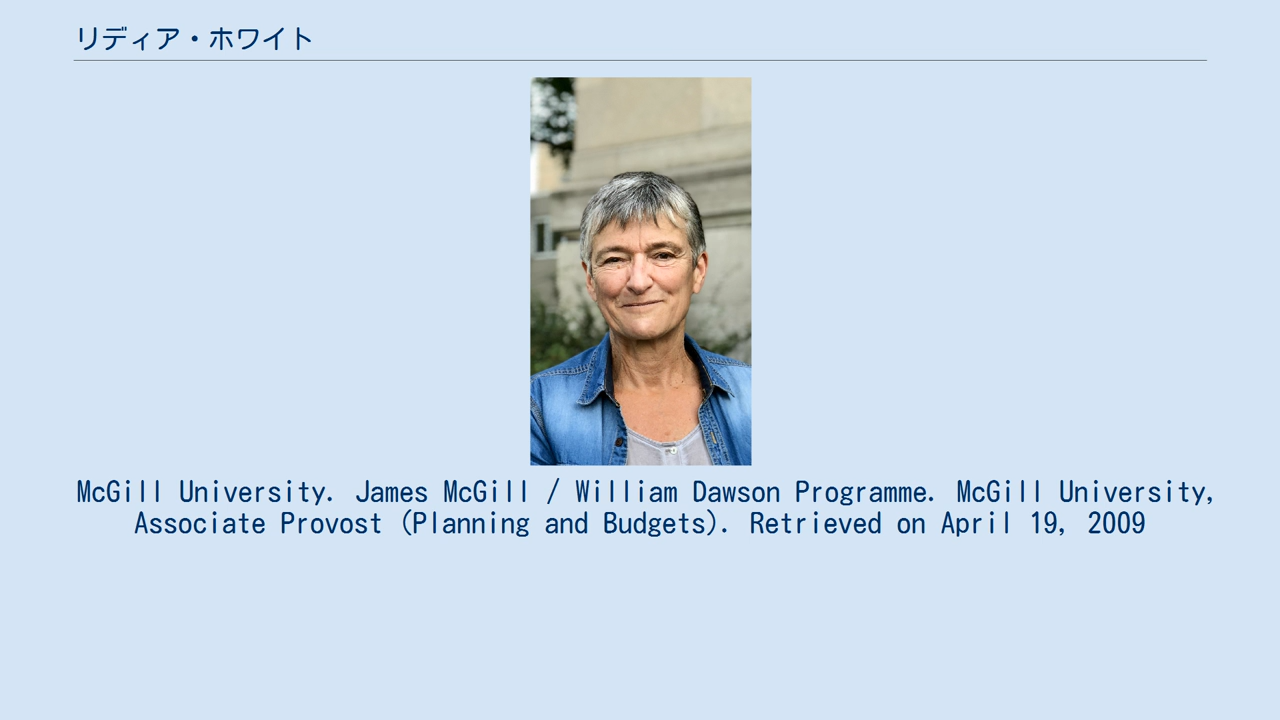 リディア・ホワイト
McGill University. James McGill / William Dawson Programme. McGill University,
Associate Provost (Planning and Budgets). Retrieved on April 19, 2009